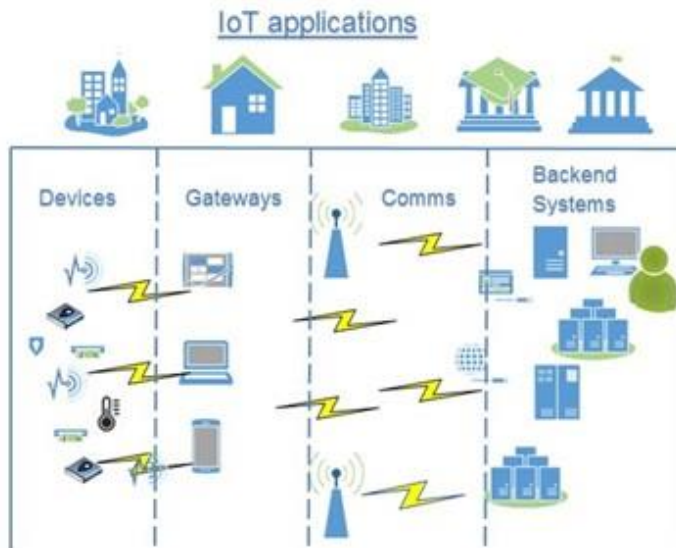 IoT applications
Devices
Gateways
Comms
Backend
Systems